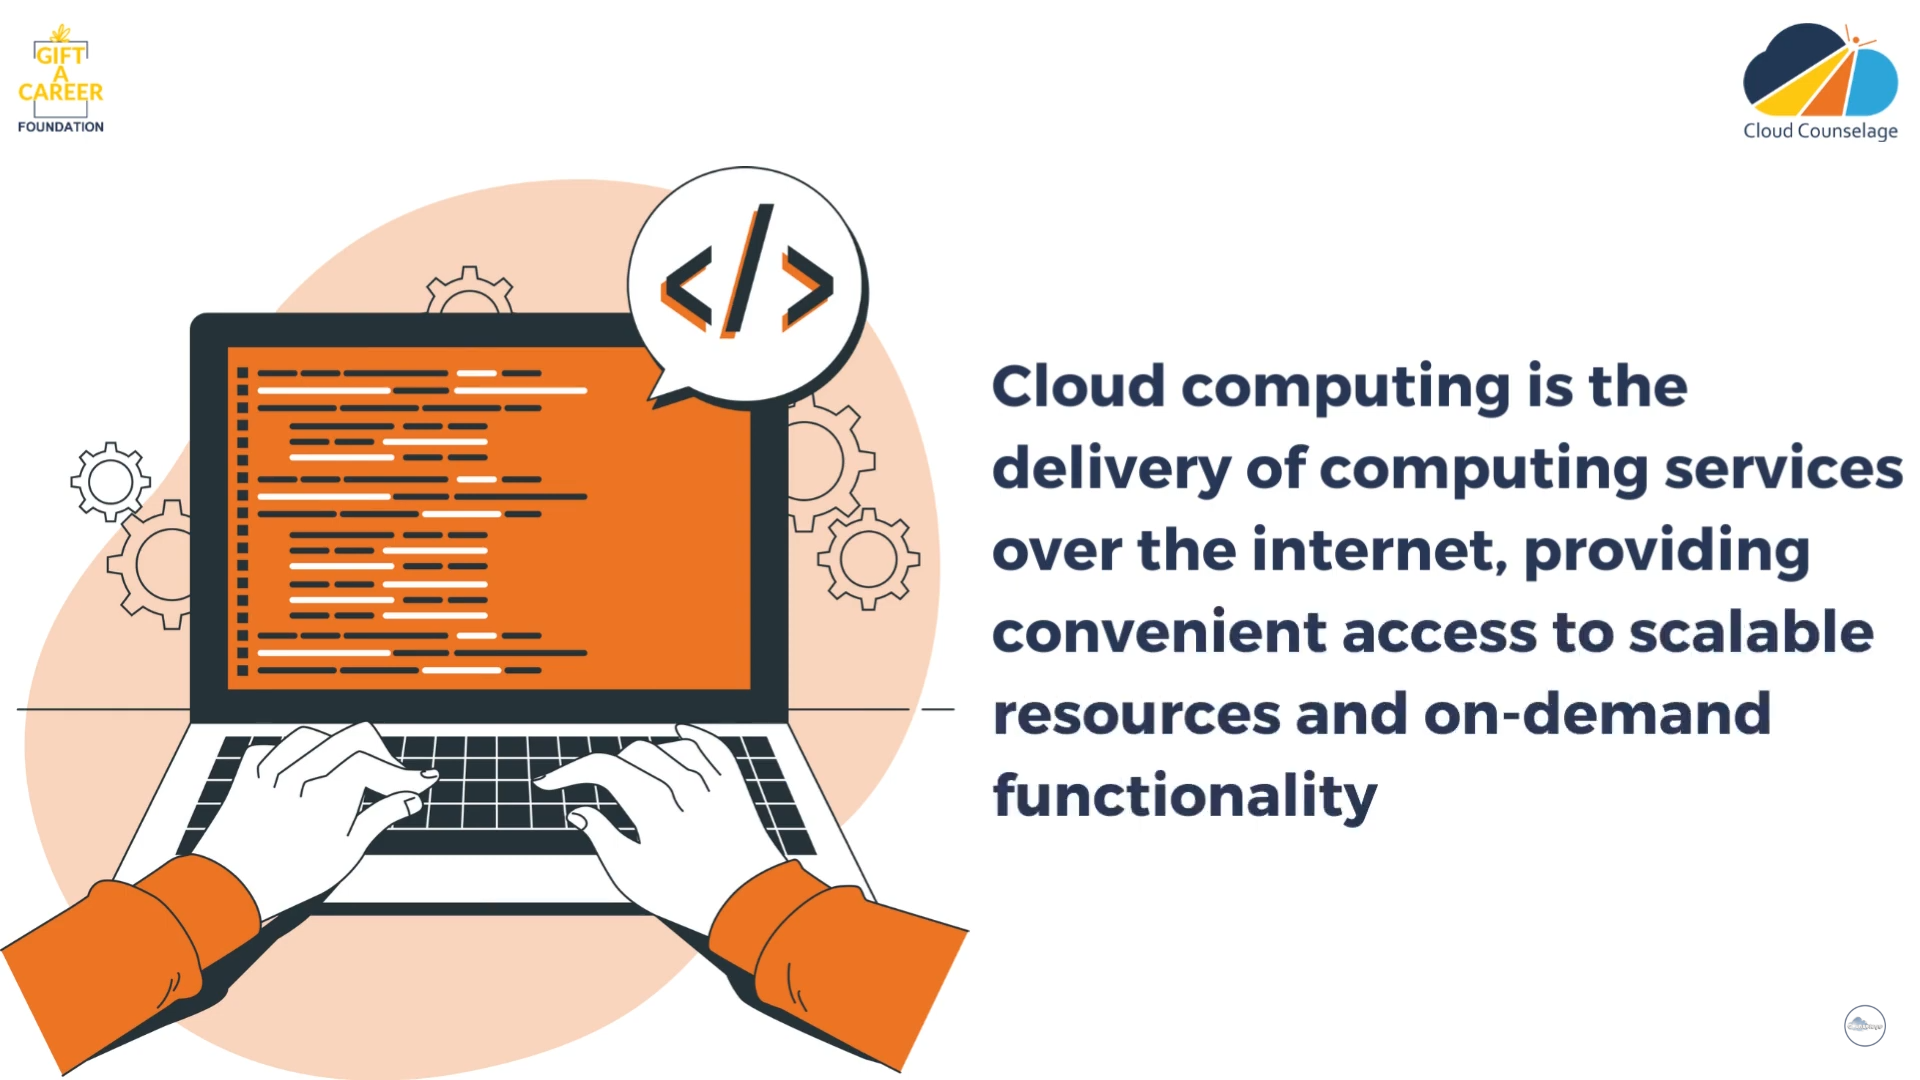 GIFT
A
CAREER
FOUNDATION
Cloud Counselage
</>
Cloud computing is the
delivery of computing services
over the internet, providing
convenient access to scalable
resources and on-demand
functionality